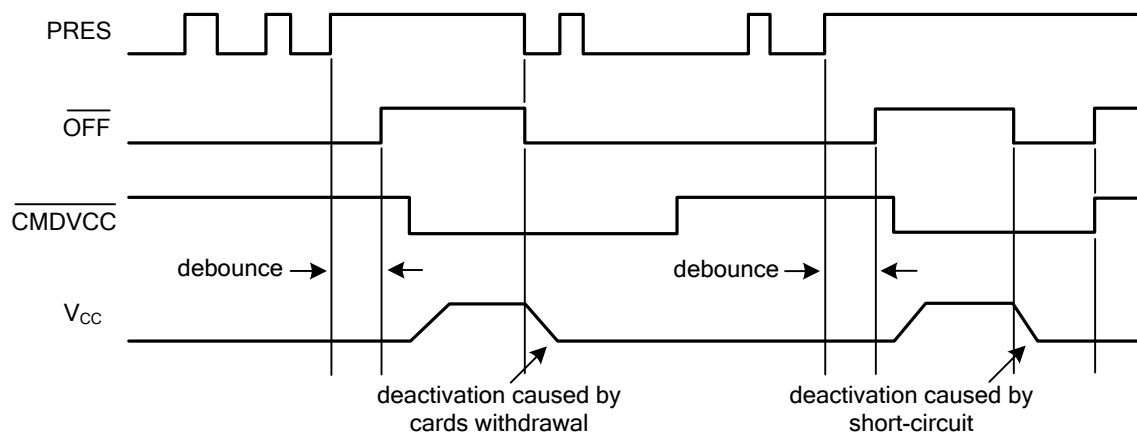 PRES
OFF
CMDVCC
debounce
debounce
VCC
deactivation caused by
cards withdrawal
deactivation caused by
short-circuit